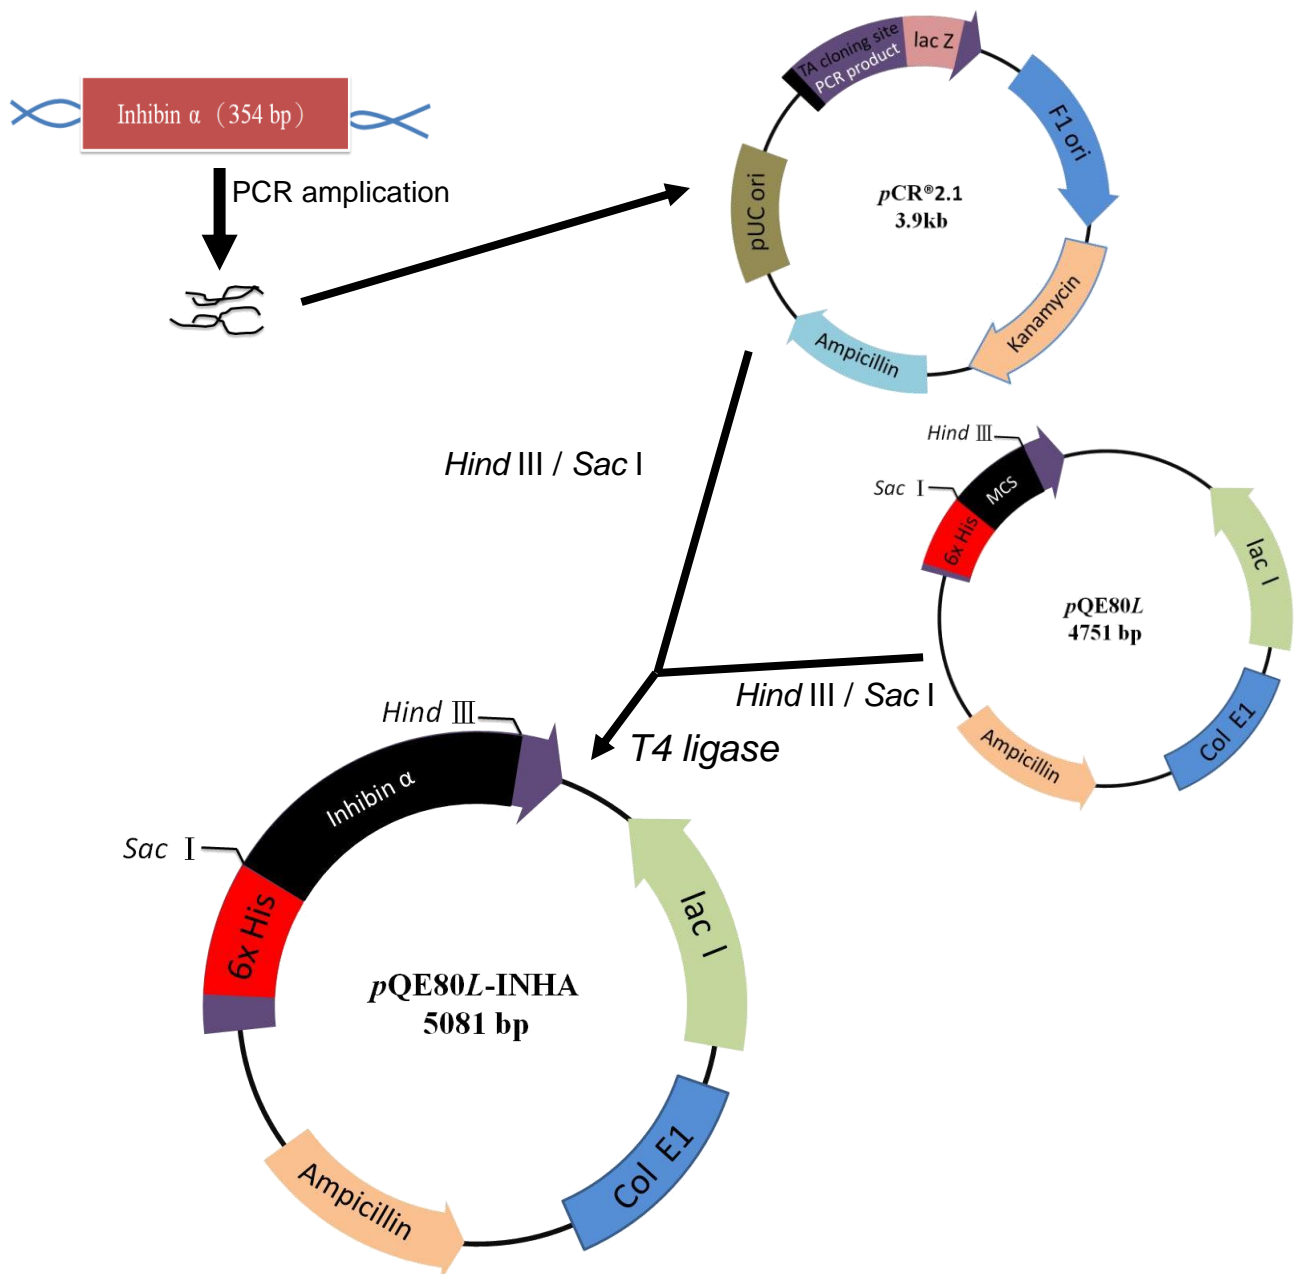 Inhibin α （354 bp）
PCR amplication
TA cloning site
PCR product
lac Z
F1 ori
Kanamycin
Ampicillin
pUC ori
pCR®2.1
3.9kb
Hind III / Sac I
Hind Ⅲ
Sac Ⅰ
MCS
6x His
lac I
Col E1
Ampicillin
pQE80L
4751 bp
Hind III / Sac I
T4 ligase
Hind Ⅲ
Sac Ⅰ
Inhibin α
6x His
lac I
Col E1
Ampicillin
pQE80L-INHA
5081 bp